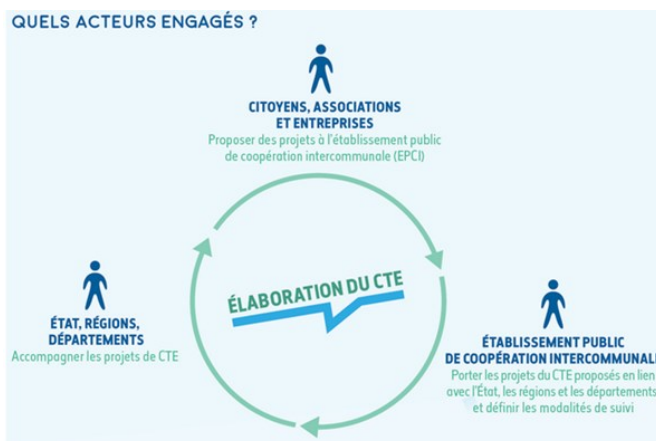 QUELS ACTEURS ENGAGÉS ?
CITOYENS, ASSOCIATIONS
ET ENTREPRISES
Proposer des projets à l'établissement public
de coopération intercommunale (EPCI)
ÉLABORATION DU CTE
ÉTAT, RÉGIONS,
DÉPARTEMENTS
Accompagner les projets de CTE
ÉTABLISSEMENT PUBLIC
DE COOPÉRATION INTERCOMMUNALE
Porter les projets du CTE proposés en lien
avec l'État, les régions et les départements
et définir les modalités de suivi